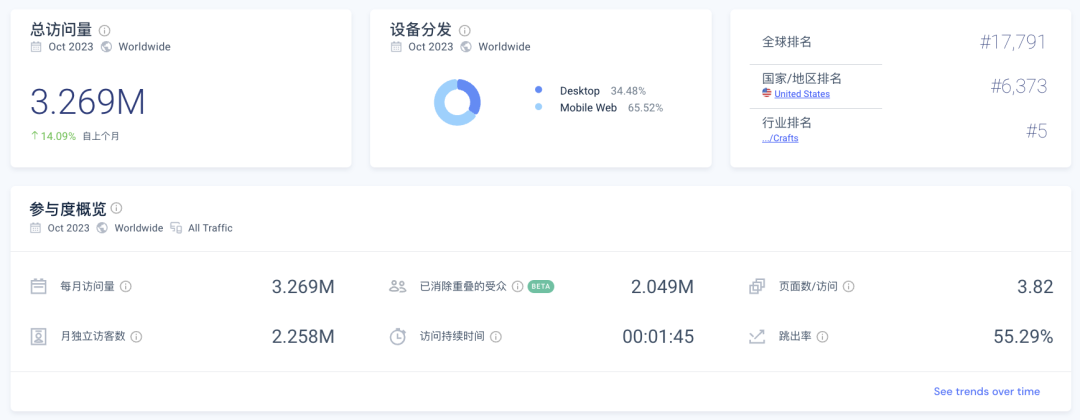 总访问量
Oct 2023 Worldwide
3.269M
↑ 14.09% 自上个月
设备分发
Oct 2023 Worldwide
Desktop 34.48%
Mobile Web 65.52%
全球排名 #17,791
国家/地区排名
United States
#6,373
行业排名
.../Crafts
#5
参与度概览
Oct 2023 Worldwide All Traffic
每月访问量 3.269M
已消除重叠的受众 BETA 2.049M
页面数/访问 3.82
月独立访客数 2.258M
访问持续时间 00:01:45
跳出率 55.29%
See trends over time